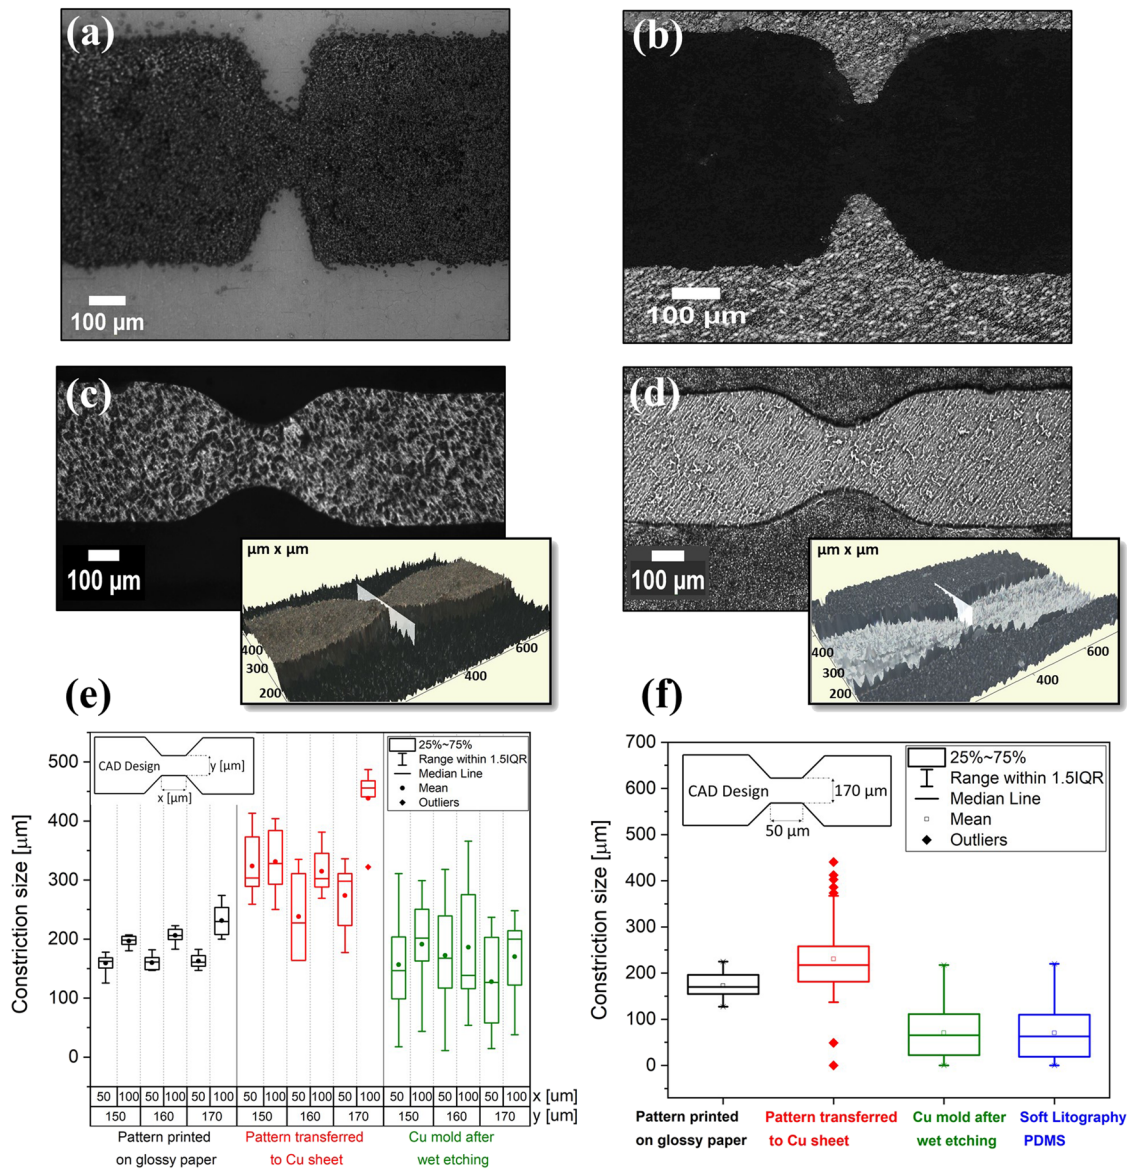 (a)
100 µm
(b)
100 µm
(c)
100 µm
µm x µm
400
300
200
400
600
(d)
100 µm
µm x µm
400
300
200
400
600
(e)
Constriction size [µm]
500
400
300
200
100
0
CAD Design
y [µm]
x [µm]
25%~75%
Range within 1.5IQR
Median Line
Mean
Outliers
50 100 50 100 50 100 50 100 50 100 50 100 50 100 50 100 50 100 x [um]
150 160 170 150 160 170 150 160 170 y [um]
Pattern printed
on glossy paper
Pattern transferred
to Cu sheet
Cu mold after
wet etching
(f)
Constriction size [µm]
700
600
500
400
300
200
100
0
CAD Design
170 µm
50 µm
25%~75%
Range within 1.5IQR
Median Line
Mean
Outliers
Pattern printed
on glossy paper
Pattern transferred
to Cu sheet
Cu mold after
wet etching
Soft Litography
PDMS